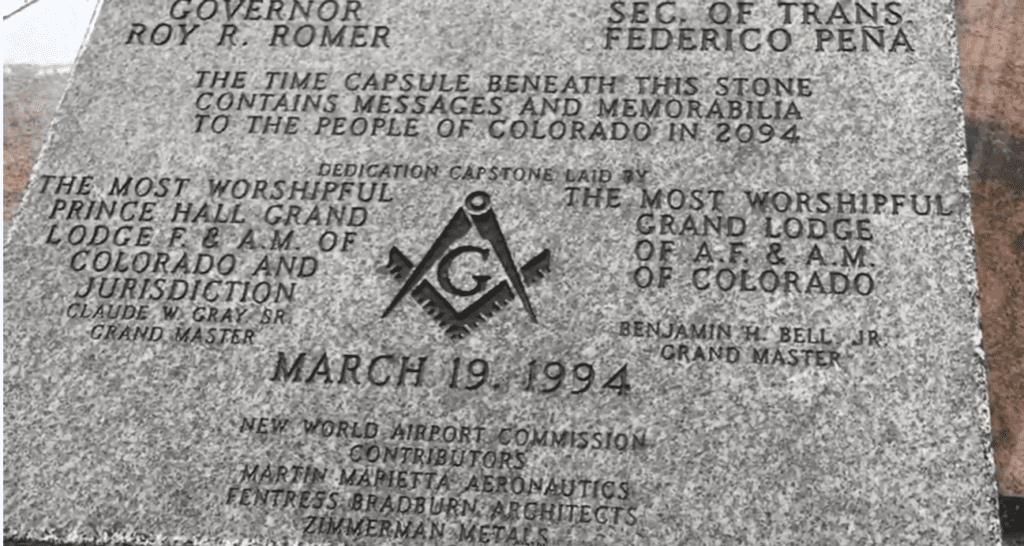 GOVERNOR
ROY R. ROMER
SEC. OF TRANS.
FEDERICO PEÑA
THE TIME CAPSULE BENEATH THIS STONE
CONTAINS MESSAGES AND MEMORABILIA
TO THE PEOPLE OF COLORADO IN 2094
DEDICATION CAPSTONE LAID BY
THE MOST WORSHIPFUL
PRINCE HALL GRAND
LODGE F. & A.M. OF
COLORADO AND
JURISDICTION
CLAUDE W. GRAY SR.
GRAND MASTER
G
THE MOST WORSHIPFUL
GRAND LODGE
OF A.F. & A.M.
OF COLORADO
BENJAMIN H. BELL, JR.
GRAND MASTER
MARCH 19, 1994
NEW WORLD AIRPORT COMMISSION
CONTRIBUTORS
MARTIN MARIETTA AERONAUTICS
FENTRESS BRADBURN ARCHITECTS
ZIMMERMAN METALS